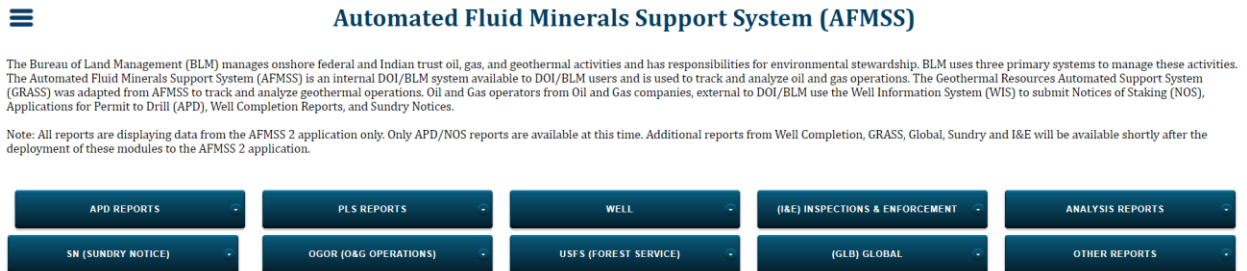 Automated Fluid Minerals Support System (AFMSS)
The Bureau of Land Management (BLM) manages onshore federal and Indian trust oil, gas, and geothermal activities and has responsibilities for environmental stewardship. BLM uses three primary systems to manage these activities.
The Automated Fluid Minerals Support System (AFMSS) is an internal DOI/BLM system available to DOI/BLM users and is used to track and analyze oil and gas operations. The Geothermal Resources Automated Support System
(GRASS) was adapted from AFMSS to track and analyze geothermal operations. Oil and Gas operators from Oil and Gas companies, external to DOI/BLM use the Well Information System (WIS) to submit Notices of Staking (NOS),
Applications for Permit to Drill (APD), Well Completion Reports, and Sundry Notices.
Note: All reports are displaying data from the AFMSS 2 application only. Only APD/NOS reports are available at this time. Additional reports from Well Completion, GRASS, Global, Sundry and I&E will be available shortly after the
deployment of these modules to the AFMSS 2 application.
APD REPORTS
PLS REPORTS
WELL
(I&E) INSPECTIONS & ENFORCEMENT
ANALYSIS REPORTS
SN (SUNDRY NOTICE)
OGOR (O&G OPERATIONS)
USFS (FOREST SERVICE)
(GLB) GLOBAL
OTHER REPORTS